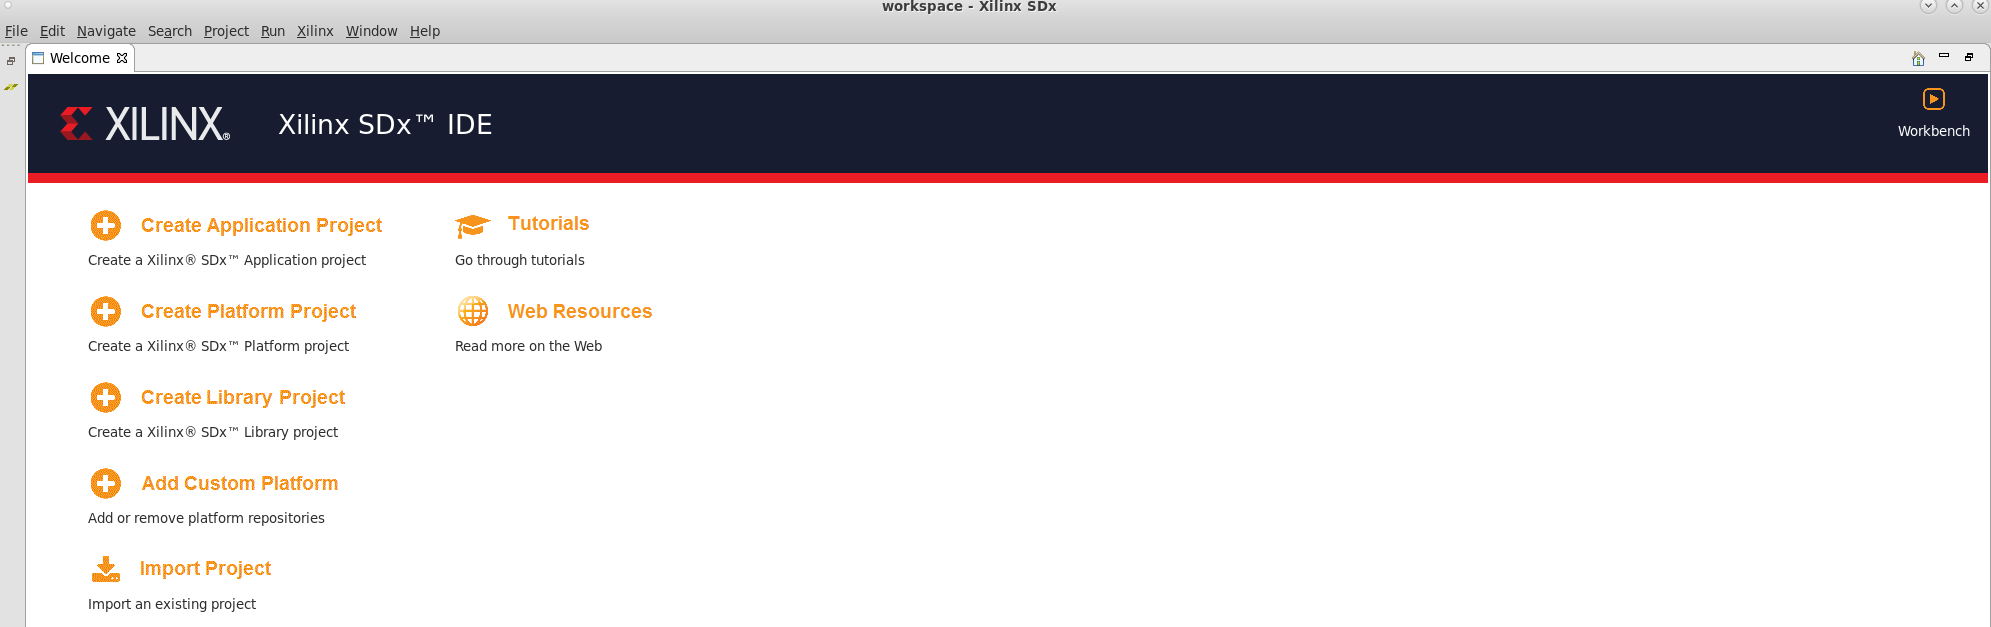 workspace - Xilinx SDx
File Edit Navigate Search Project Run Xilinx Window Help
Welcome
XILINX®
Xilinx SDx™ IDE
Workbench
Create Application Project
Create a Xilinx® SDx™ Application project
Create Platform Project
Create a Xilinx® SDx™ Platform project
Create Library Project
Create a Xilinx® SDx™ Library project
Add Custom Platform
Add or remove platform repositories
Import Project
Import an existing project
Tutorials
Go through tutorials
Web Resources
Read more on the Web